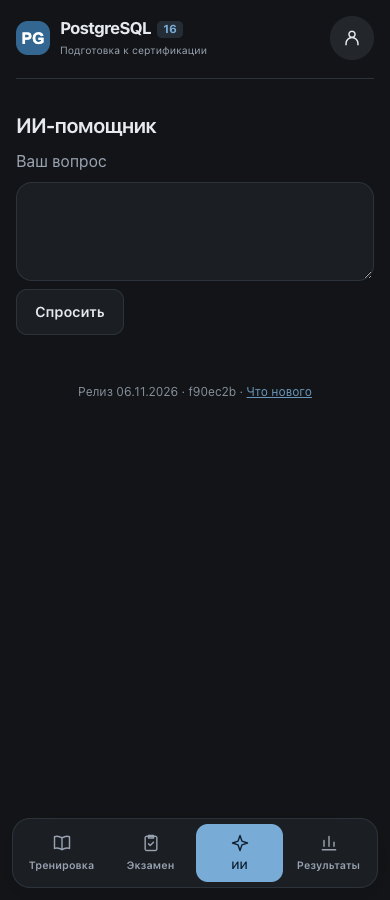 PG
PostgreSQL 16
Подготовка к сертификации
ИИ-помощник
Ваш вопрос
Спросить
Релиз 06.11.2026 · f90ec2b · Что нового
Тренировка
Экзамен
ИИ
Результаты